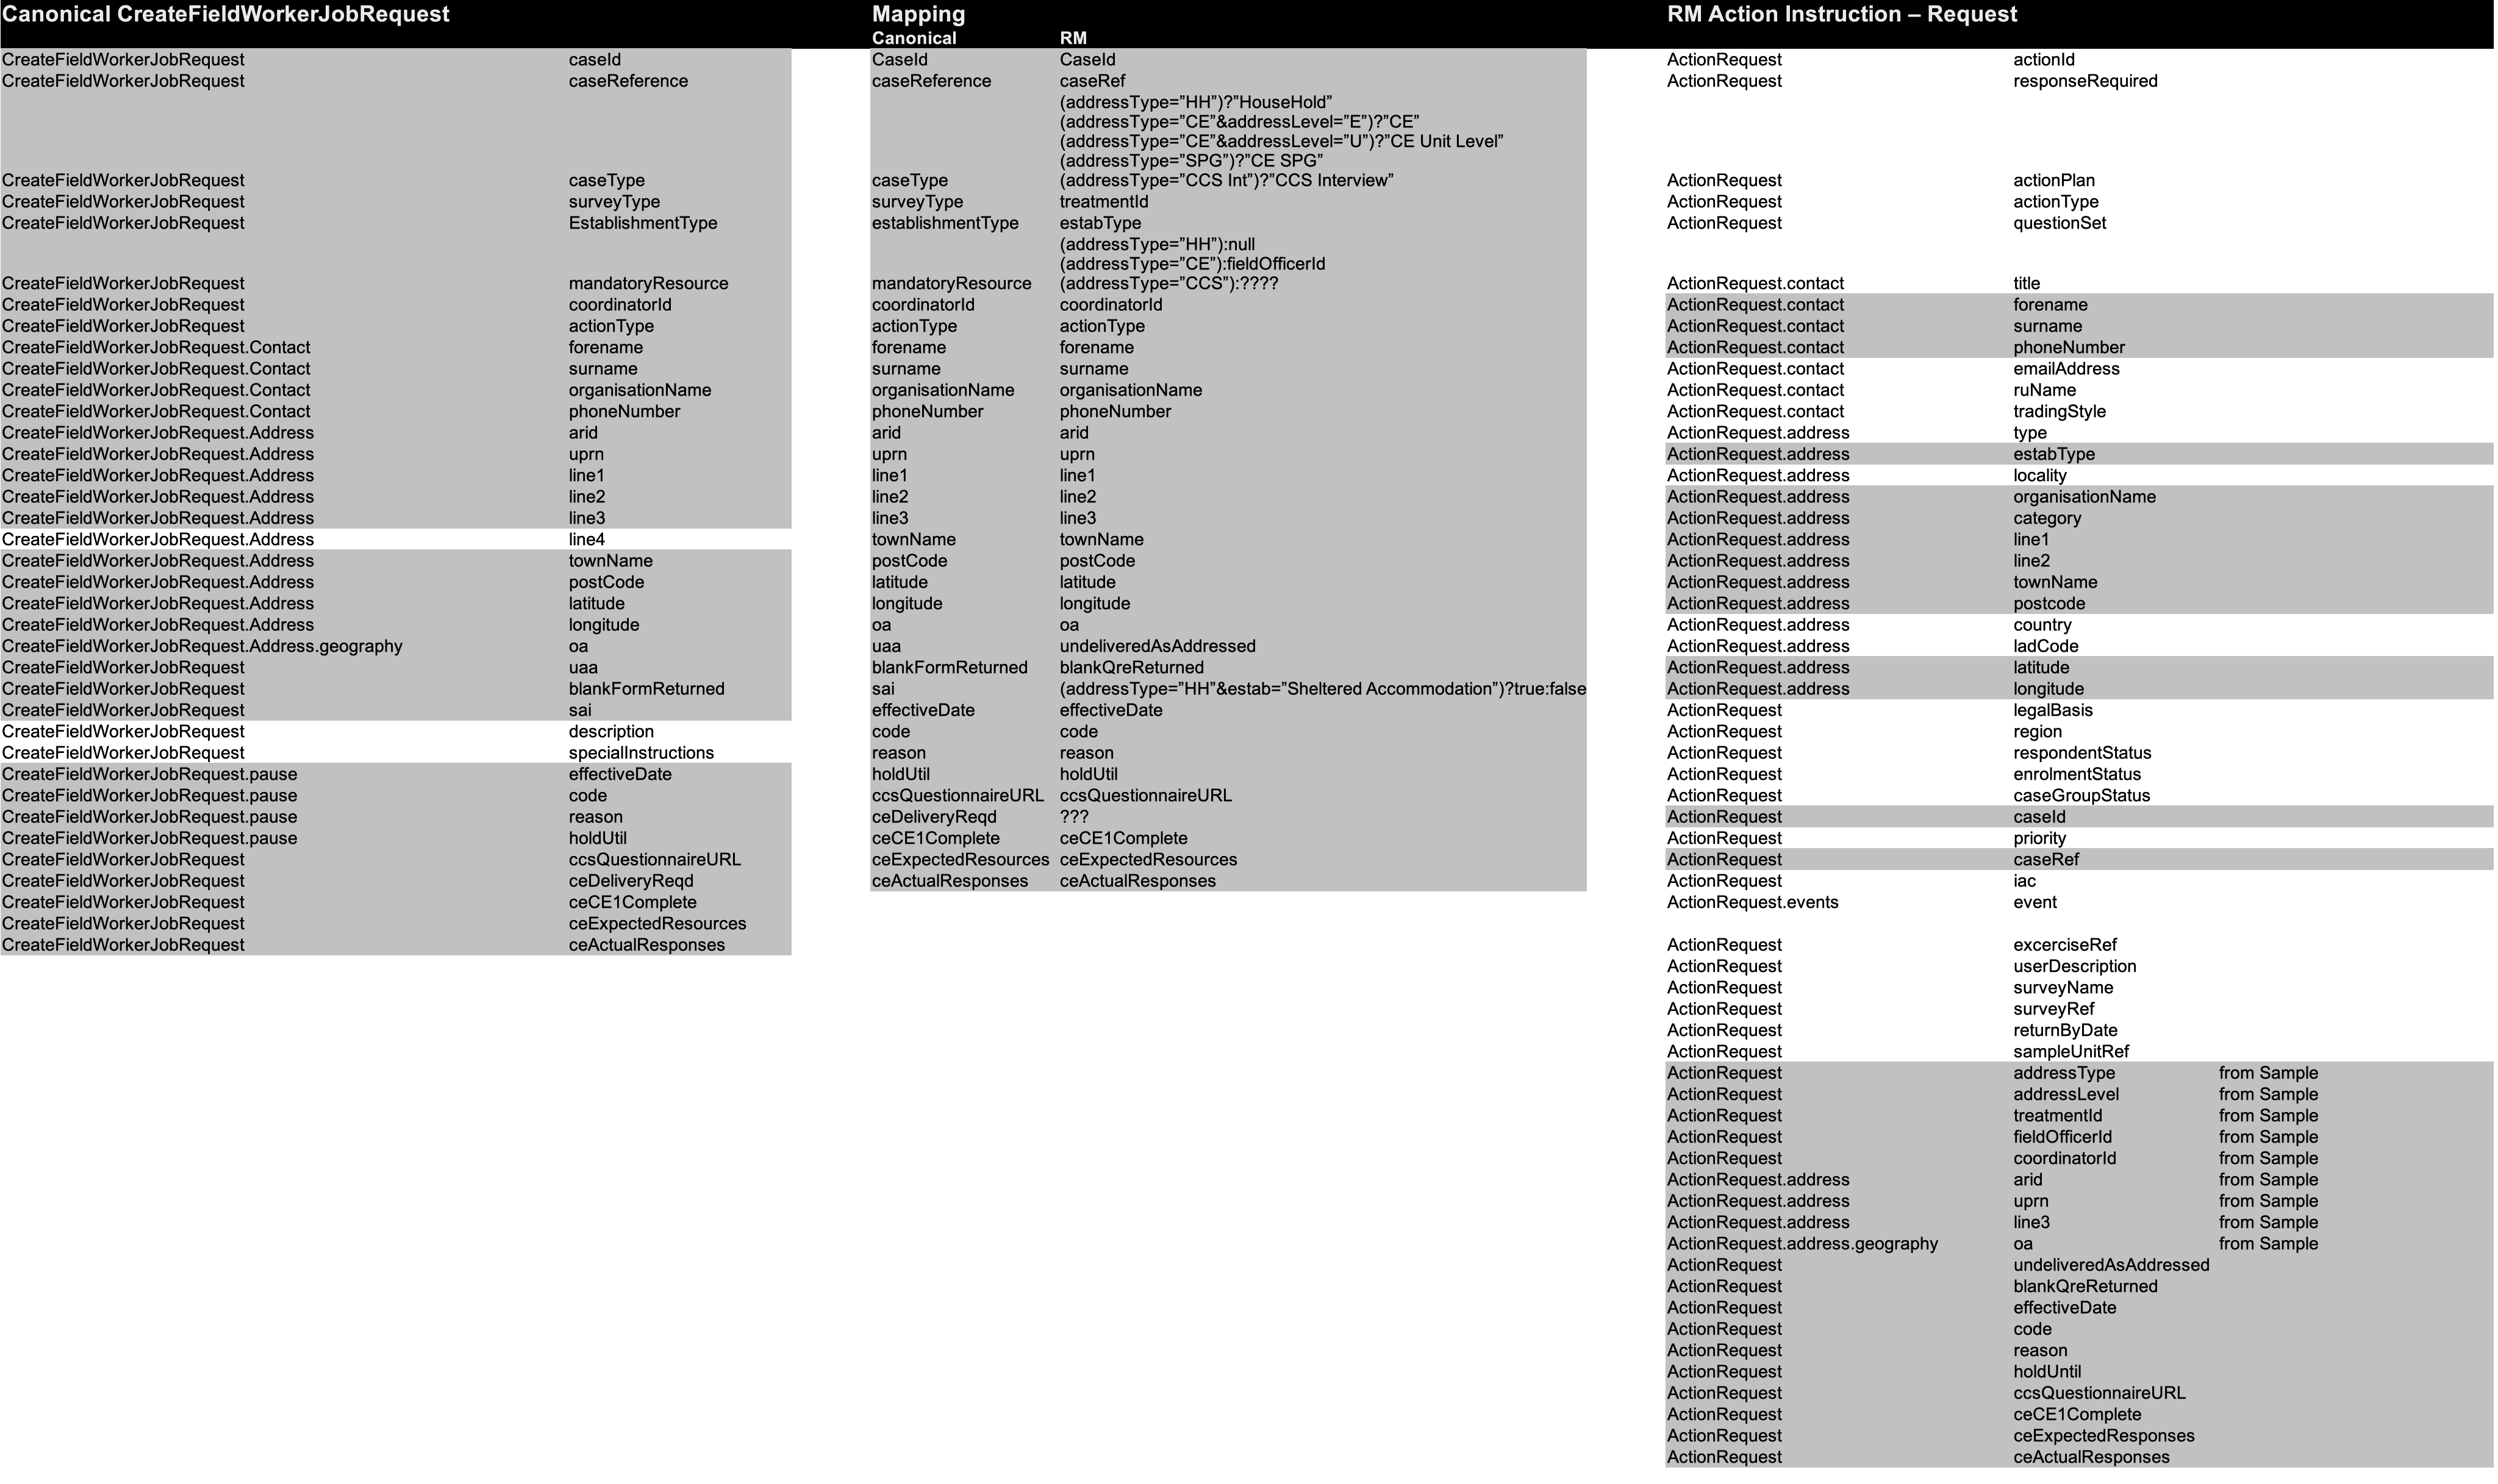 Canonical CreateFieldWorkerJobRequest Mapping RM Action Instruction – Request
Canonical RM
CreateFieldWorkerJobRequest caseId CaseId CaseId ActionRequest actionId
CreateFieldWorkerJobRequest caseReference caseReference caseRef ActionRequest responseRequired
(addressType=”HH”)?”HouseHold”
(addressType=”CE”&addressLevel=”E”)?”CE”
(addressType=”CE”&addressLevel=”U”)?”CE Unit Level”
(addressType=”SPG”)?”CE SPG”
CreateFieldWorkerJobRequest caseType caseType (addressType=”CCS Int”)?”CCS Interview” ActionRequest actionPlan
CreateFieldWorkerJobRequest surveyType surveyType treatmentId ActionRequest actionType
CreateFieldWorkerJobRequest EstablishmentType establishmentType estabType ActionRequest questionSet
(addressType=”HH”):null
(addressType=”CE”):fieldOfficerId
CreateFieldWorkerJobRequest mandatoryResource mandatoryResource (addressType=”CCS”):???? ActionRequest.contact title
CreateFieldWorkerJobRequest coordinatorId coordinatorId coordinatorId ActionRequest.contact forename
CreateFieldWorkerJobRequest actionType actionType actionType ActionRequest.contact surname
CreateFieldWorkerJobRequest.Contact forename forename forename ActionRequest.contact phoneNumber
CreateFieldWorkerJobRequest.Contact surname surname surname ActionRequest.contact emailAddress
CreateFieldWorkerJobRequest.Contact organisationName organisationName organisationName ActionRequest.contact ruName
CreateFieldWorkerJobRequest.Contact phoneNumber phoneNumber phoneNumber ActionRequest.contact tradingStyle
CreateFieldWorkerJobRequest.Address arid arid arid ActionRequest.address type
CreateFieldWorkerJobRequest.Address uprn uprn uprn ActionRequest.address estabType
CreateFieldWorkerJobRequest.Address line1 line1 line1 ActionRequest.address locality
CreateFieldWorkerJobRequest.Address line2 line2 line2 ActionRequest.address organisationName
CreateFieldWorkerJobRequest.Address line3 line3 line3 ActionRequest.address category
CreateFieldWorkerJobRequest.Address line4 townName townName ActionRequest.address line1
CreateFieldWorkerJobRequest.Address townName postCode postCode ActionRequest.address line2
CreateFieldWorkerJobRequest.Address postCode latitude latitude ActionRequest.address townName
CreateFieldWorkerJobRequest.Address latitude longitude longitude ActionRequest.address postcode
CreateFieldWorkerJobRequest.Address longitude oa oa ActionRequest.address country
CreateFieldWorkerJobRequest.Address.geography oa uaa undeliveredAsAddressed ActionRequest.address ladCode
CreateFieldWorkerJobRequest uaa blankFormReturned blankQreReturned ActionRequest.address latitude
CreateFieldWorkerJobRequest blankFormReturned sai (addressType=”HH”&estab=”Sheltered Accommodation”)?true:false ActionRequest.address longitude
CreateFieldWorkerJobRequest sai effectiveDate effectiveDate ActionRequest legalBasis
CreateFieldWorkerJobRequest description code code ActionRequest region
CreateFieldWorkerJobRequest specialInstructions reason reason ActionRequest respondentStatus
CreateFieldWorkerJobRequest.pause effectiveDate holdUtil holdUtil ActionRequest enrolmentStatus
CreateFieldWorkerJobRequest.pause code ccsQuestionnaireURL ccsQuestionnaireURL ActionRequest caseGroupStatus
CreateFieldWorkerJobRequest.pause reason ceDeliveryReqd ??? ActionRequest caseId
CreateFieldWorkerJobRequest.pause holdUtil ceCE1Complete ceCE1Complete ActionRequest priority
CreateFieldWorkerJobRequest ccsQuestionnaireURL ceExpectedResources ceExpectedResources ActionRequest caseRef
CreateFieldWorkerJobRequest ceDeliveryReqd ceActualResponses ceActualResponses ActionRequest iac
CreateFieldWorkerJobRequest ceCE1Complete ActionRequest.events event
CreateFieldWorkerJobRequest ceExpectedResources
CreateFieldWorkerJobRequest ceActualResponses ActionRequest excerciseRef
ActionRequest userDescription
ActionRequest surveyName
ActionRequest surveyRef
ActionRequest returnByDate
ActionRequest sampleUnitRef
ActionRequest addressType from Sample
ActionRequest addressLevel from Sample
ActionRequest treatmentId from Sample
ActionRequest fieldOfficerId from Sample
ActionRequest coordinatorId from Sample
ActionRequest.address arid from Sample
ActionRequest.address uprn from Sample
ActionRequest.address line3 from Sample
ActionRequest.address.geography oa from Sample
ActionRequest undeliveredAsAddressed
ActionRequest blankQreReturned
ActionRequest effectiveDate
ActionRequest code
ActionRequest reason
ActionRequest holdUntil
ActionRequest ccsQuestionnaireURL
ActionRequest ceCE1Complete
ActionRequest ceExpectedResponses
ActionRequest ceActualResponses